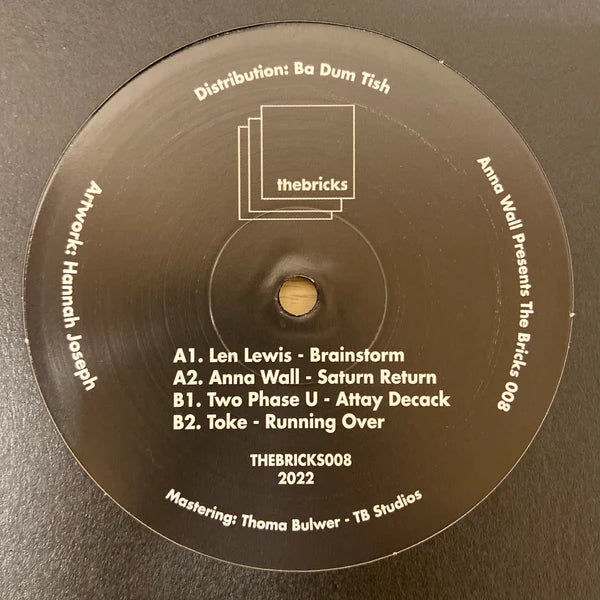 Distribution: Ba Dum Tish
thebricks
Anna Wall Presents The Bricks 008
Artwork: Hannah Joseph
A1. Len Lewis - Brainstorm
A2. Anna Wall - Saturn Return
B1. Two Phase U - Attay Decack
B2. Toke - Running Over
THEBRICKS008
2022
Mastering: Thoma Bulwer - TB Studios